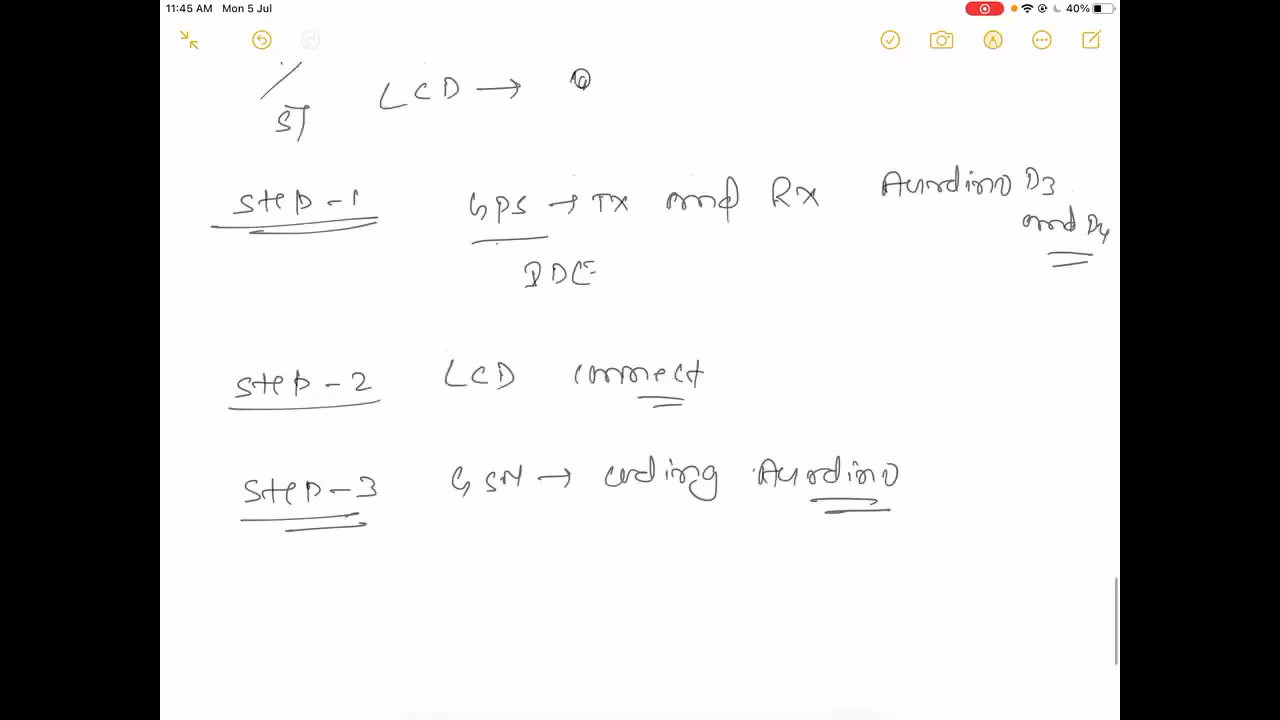 11:45 AM Mon 5 Jul 40%
LCD →
ST
Step-1 GPS → TX and RX Aurdino D3
and D4
IDE
Step-2 LCD connect
Step-3 GSM → coding Aurdino